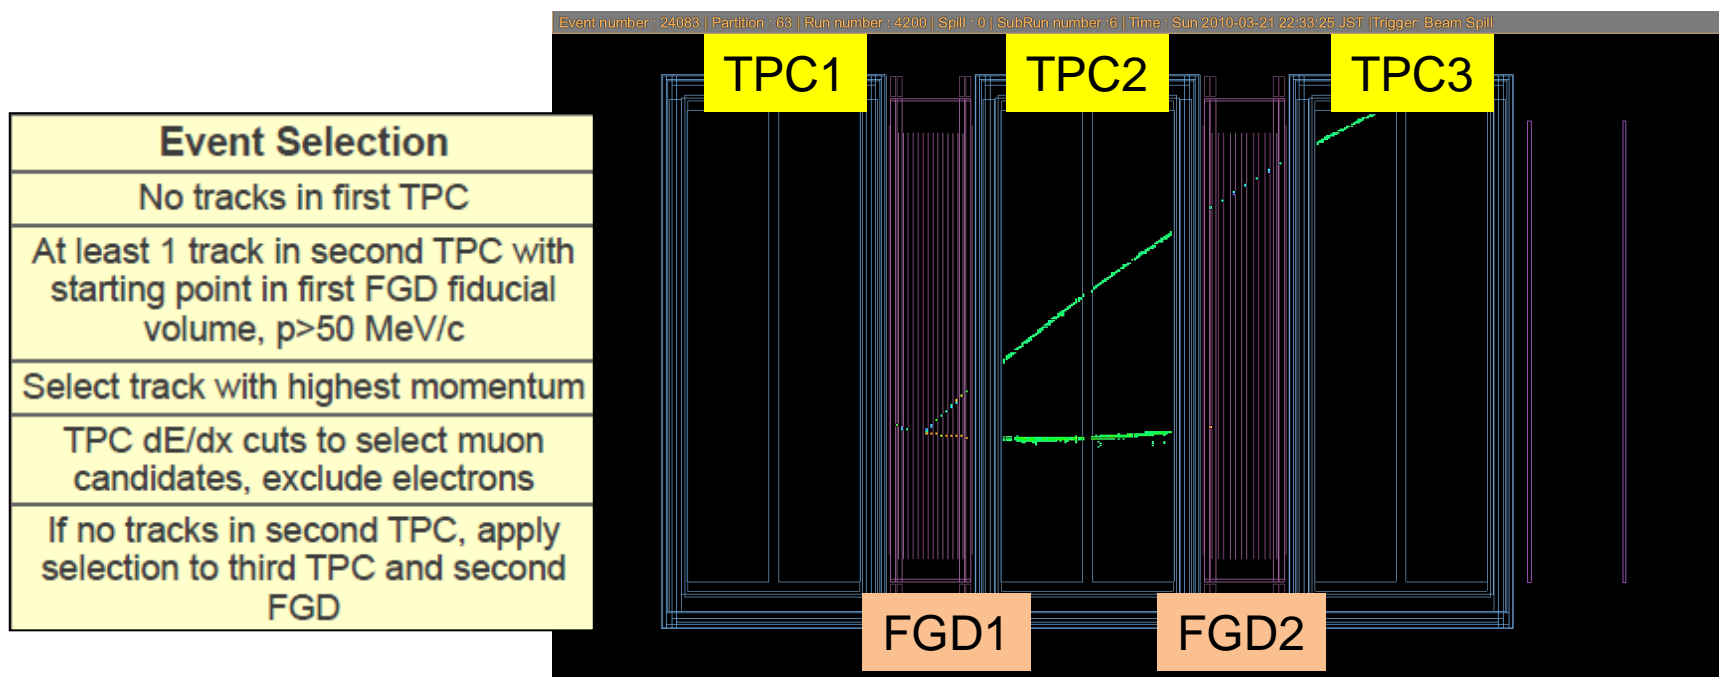 Event number : 24083 | Partition : 63 | Run number : 4200 | Spill : 0 | SubRun number :6 | Time : Sun 2010-03-21 22:33:25 JST |Trigger: Beam Spill
TPC1
TPC2
TPC3
Event Selection
No tracks in first TPC
At least 1 track in second TPC with
starting point in first FGD fiducial
volume, p>50 MeV/c
Select track with highest momentum
TPC dE/dx cuts to select muon
candidates, exclude electrons
If no tracks in second TPC, apply
selection to third TPC and second
FGD
FGD1
FGD2